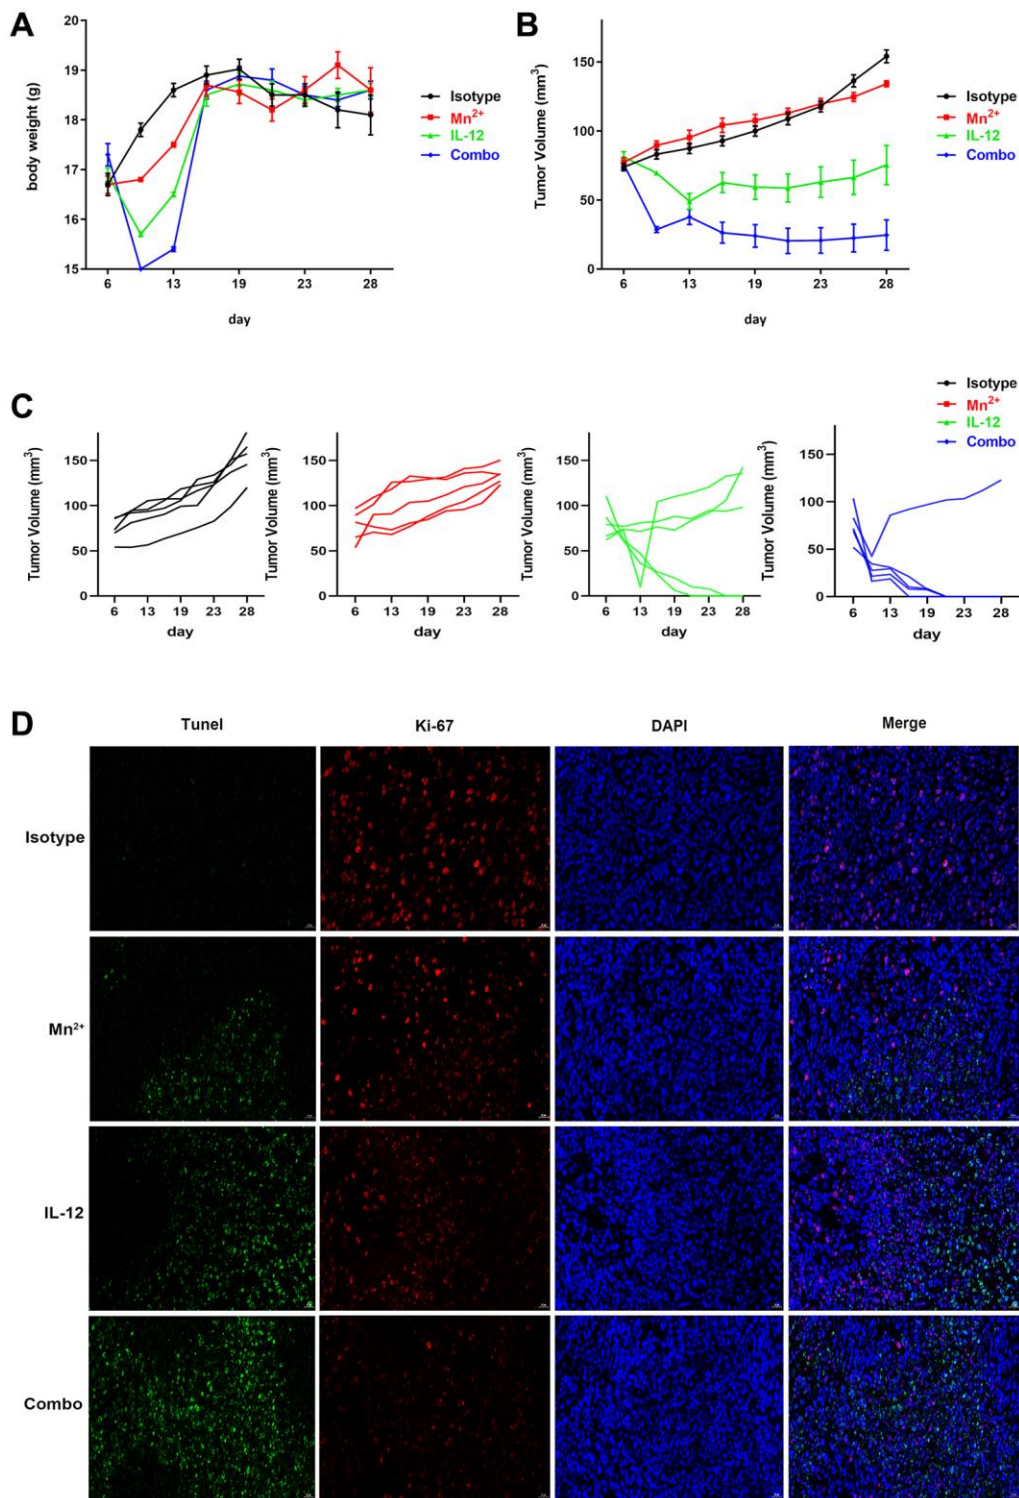 A
body weight (g)
20
19
18
17
16
15
6 13 19 23 28
day
Isotype
Mn²⁺
IL-12
Combo
B
Tumor Volume (mm³)
150
100
50
0
6 13 19 23 28
day
Isotype
Mn²⁺
IL-12
Combo
C
Isotype
Mn²⁺
IL-12
Combo
Tumor Volume (mm³)
150
100
50
0
6 13 19 23 28
day
Tumor Volume (mm³)
150
100
50
0
6 13 19 23 28
day
Tumor Volume (mm³)
150
100
50
0
6 13 19 23 28
day
Tumor Volume (mm³)
150
100
50
0
6 13 19 23 28
day
D
Tunel Ki-67 DAPI Merge
Isotype
Mn²⁺
IL-12
Combo